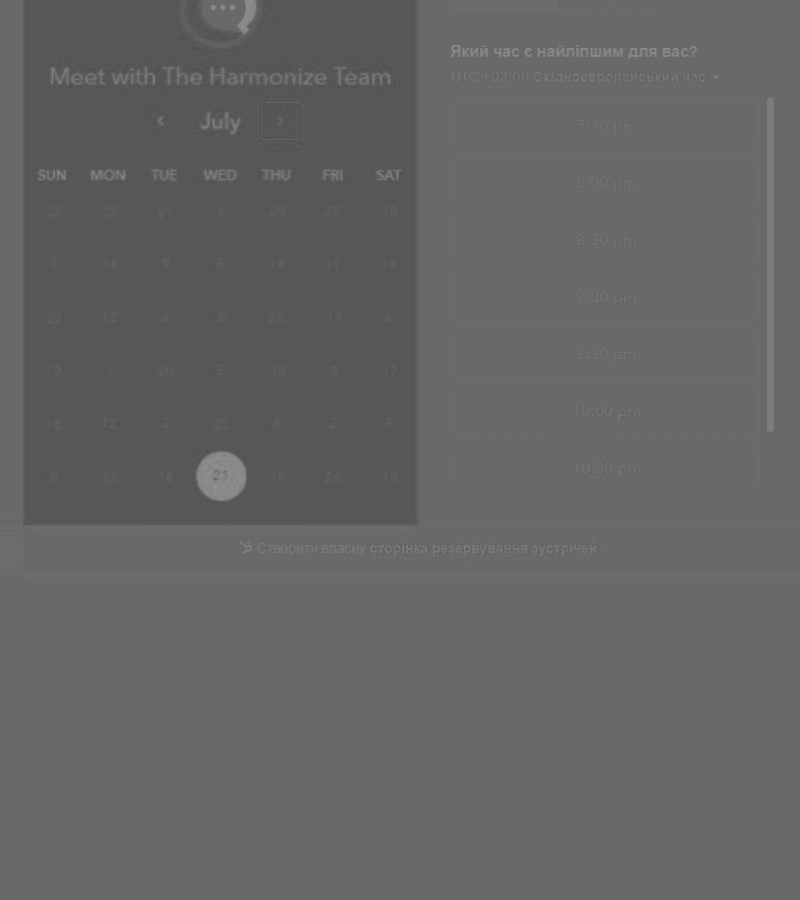 Meet with The Harmonize Team
‹ July ›
SUN MON TUE WED THU FRI SAT
22 22 21 4 29 28 10
7 16 9 5 14 11 19
22 12 6 8 25 17 6
19 1 20 5 10 3 17
18 12 2 22 4 2 9
8 22 14 21 15 26 18
Який час є найліпшим для вас?
UTC +03:00 Східноєвропейський час
7:30 pm
8:00 pm
8:30 pm
9:00 pm
9:30 pm
10:00 pm
10:30 pm
Створити власну сторінка резервування зустрічей